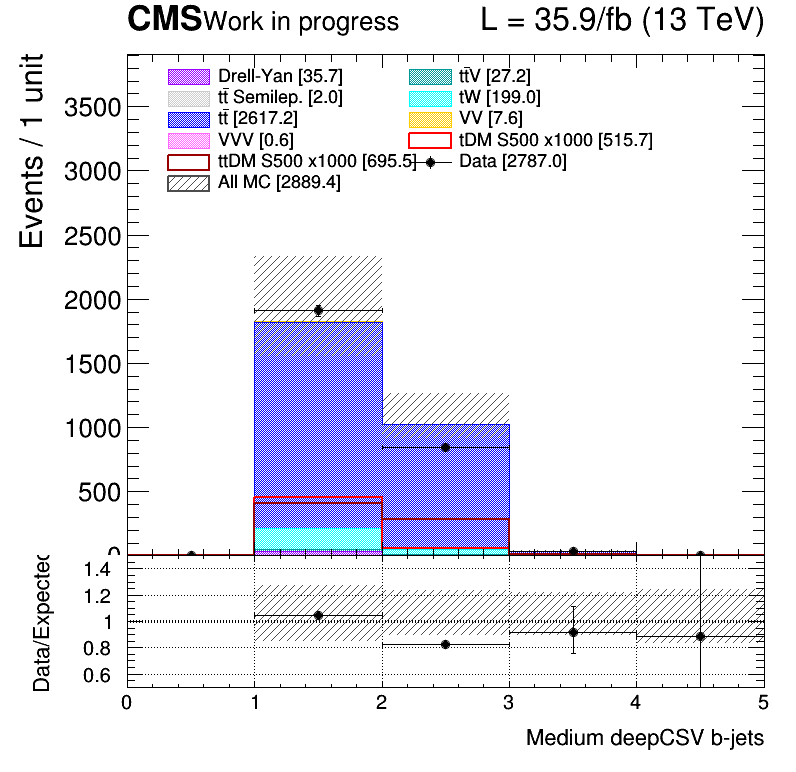 CMS Work in progress L = 35.9/fb (13 TeV)
Events / 1 unit
Drell-Yan [35.7] tt̄V [27.2]
tt̄ Semilep. [2.0] tW [199.0]
tt̄ [2617.2] VV [7.6]
VVV [0.6] tDM S500 x1000 [515.7]
ttDM S500 x1000 [695.5] Data [2787.0]
All MC [2889.4]
3500
3000
2500
2000
1500
1000
500
0
Data/Expected
1.4
1.2
1
0.8
0.6
0 1 2 3 4 5
Medium deepCSV b-jets